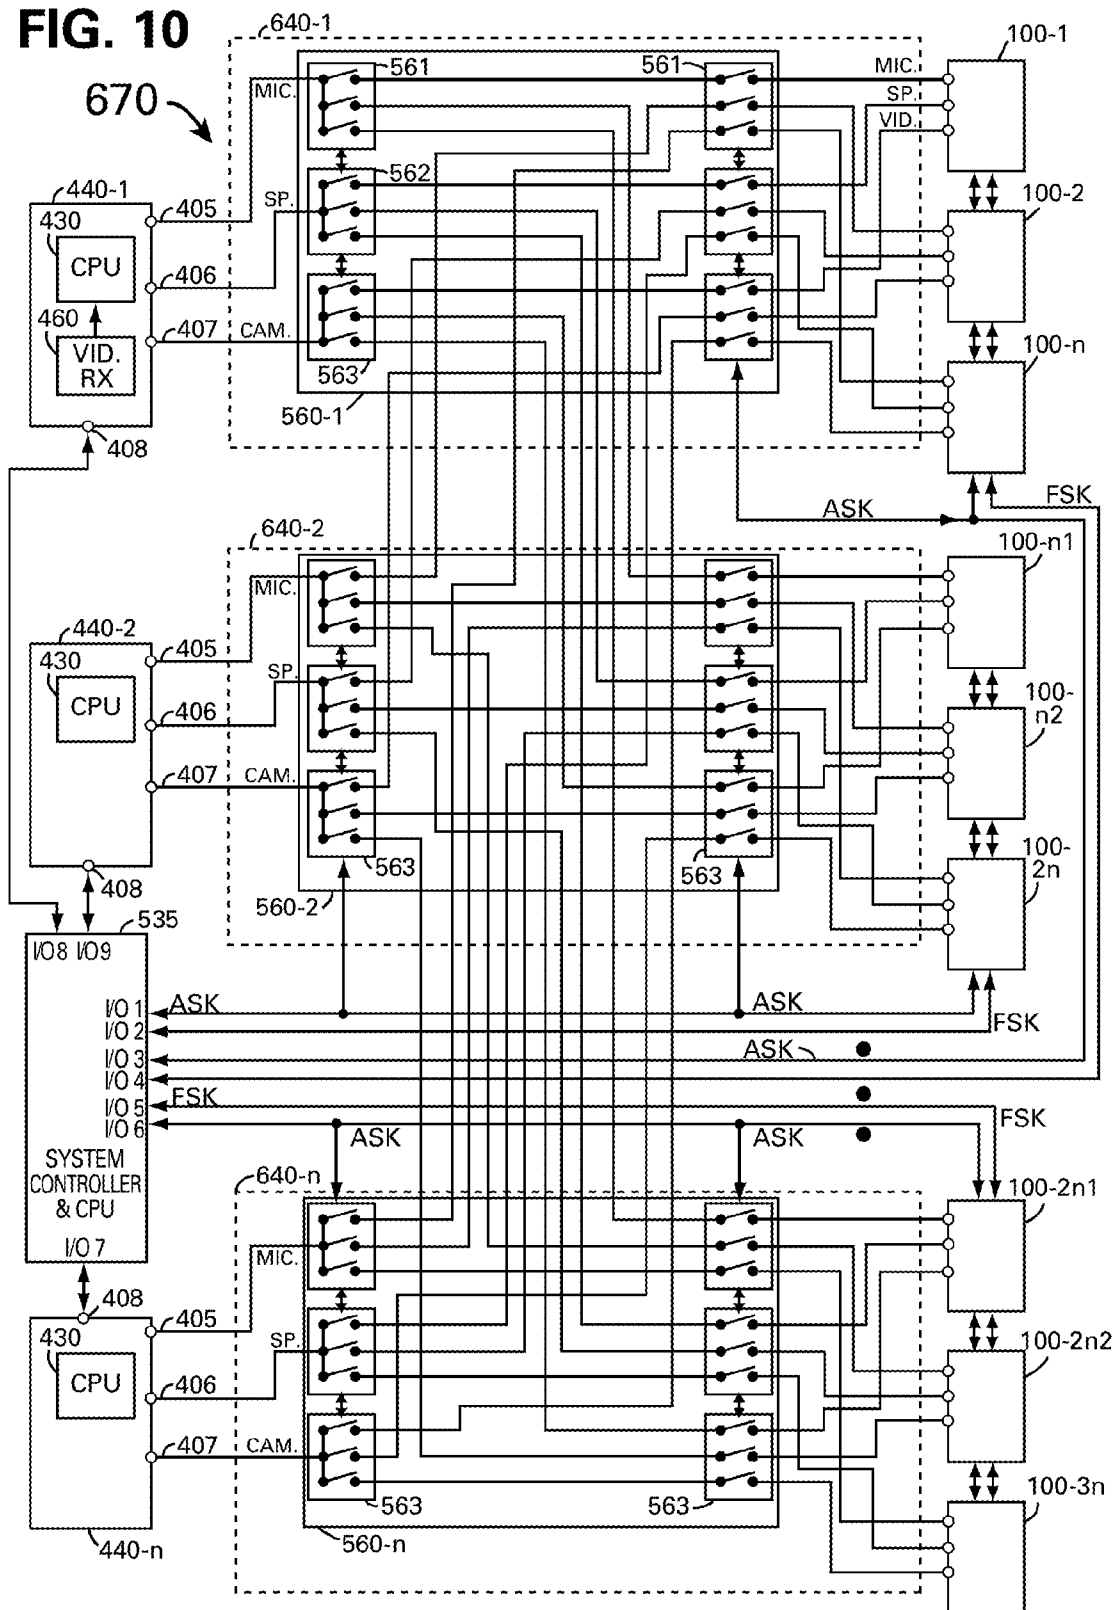 FIG. 10
670
640-1
561
561
MIC.
MIC.
SP.
VID.
100-1
562
SP.
440-1
430
CPU
405
406
460
VID.
RX
407
CAM.
563
560-1
408
100-2
100-n
ASK
FSK
640-2
100-n1
MIC.
440-2
430
CPU
405
SP.
406
407
CAM.
100-
n2
563
563
560-2
408
100-
2n
535
I/O8 I/O9
I/O 1
I/O 2
I/O 3
I/O 4
I/O 5
I/O 6
SYSTEM
CONTROLLER
& CPU
I/O 7
ASK
ASK
FSK
ASK
FSK
FSK
ASK
ASK
640-n
100-2n1
MIC.
408
405
430
CPU
SP.
406
100-2n2
407
CAM.
563
563
100-3n
440-n
560-n